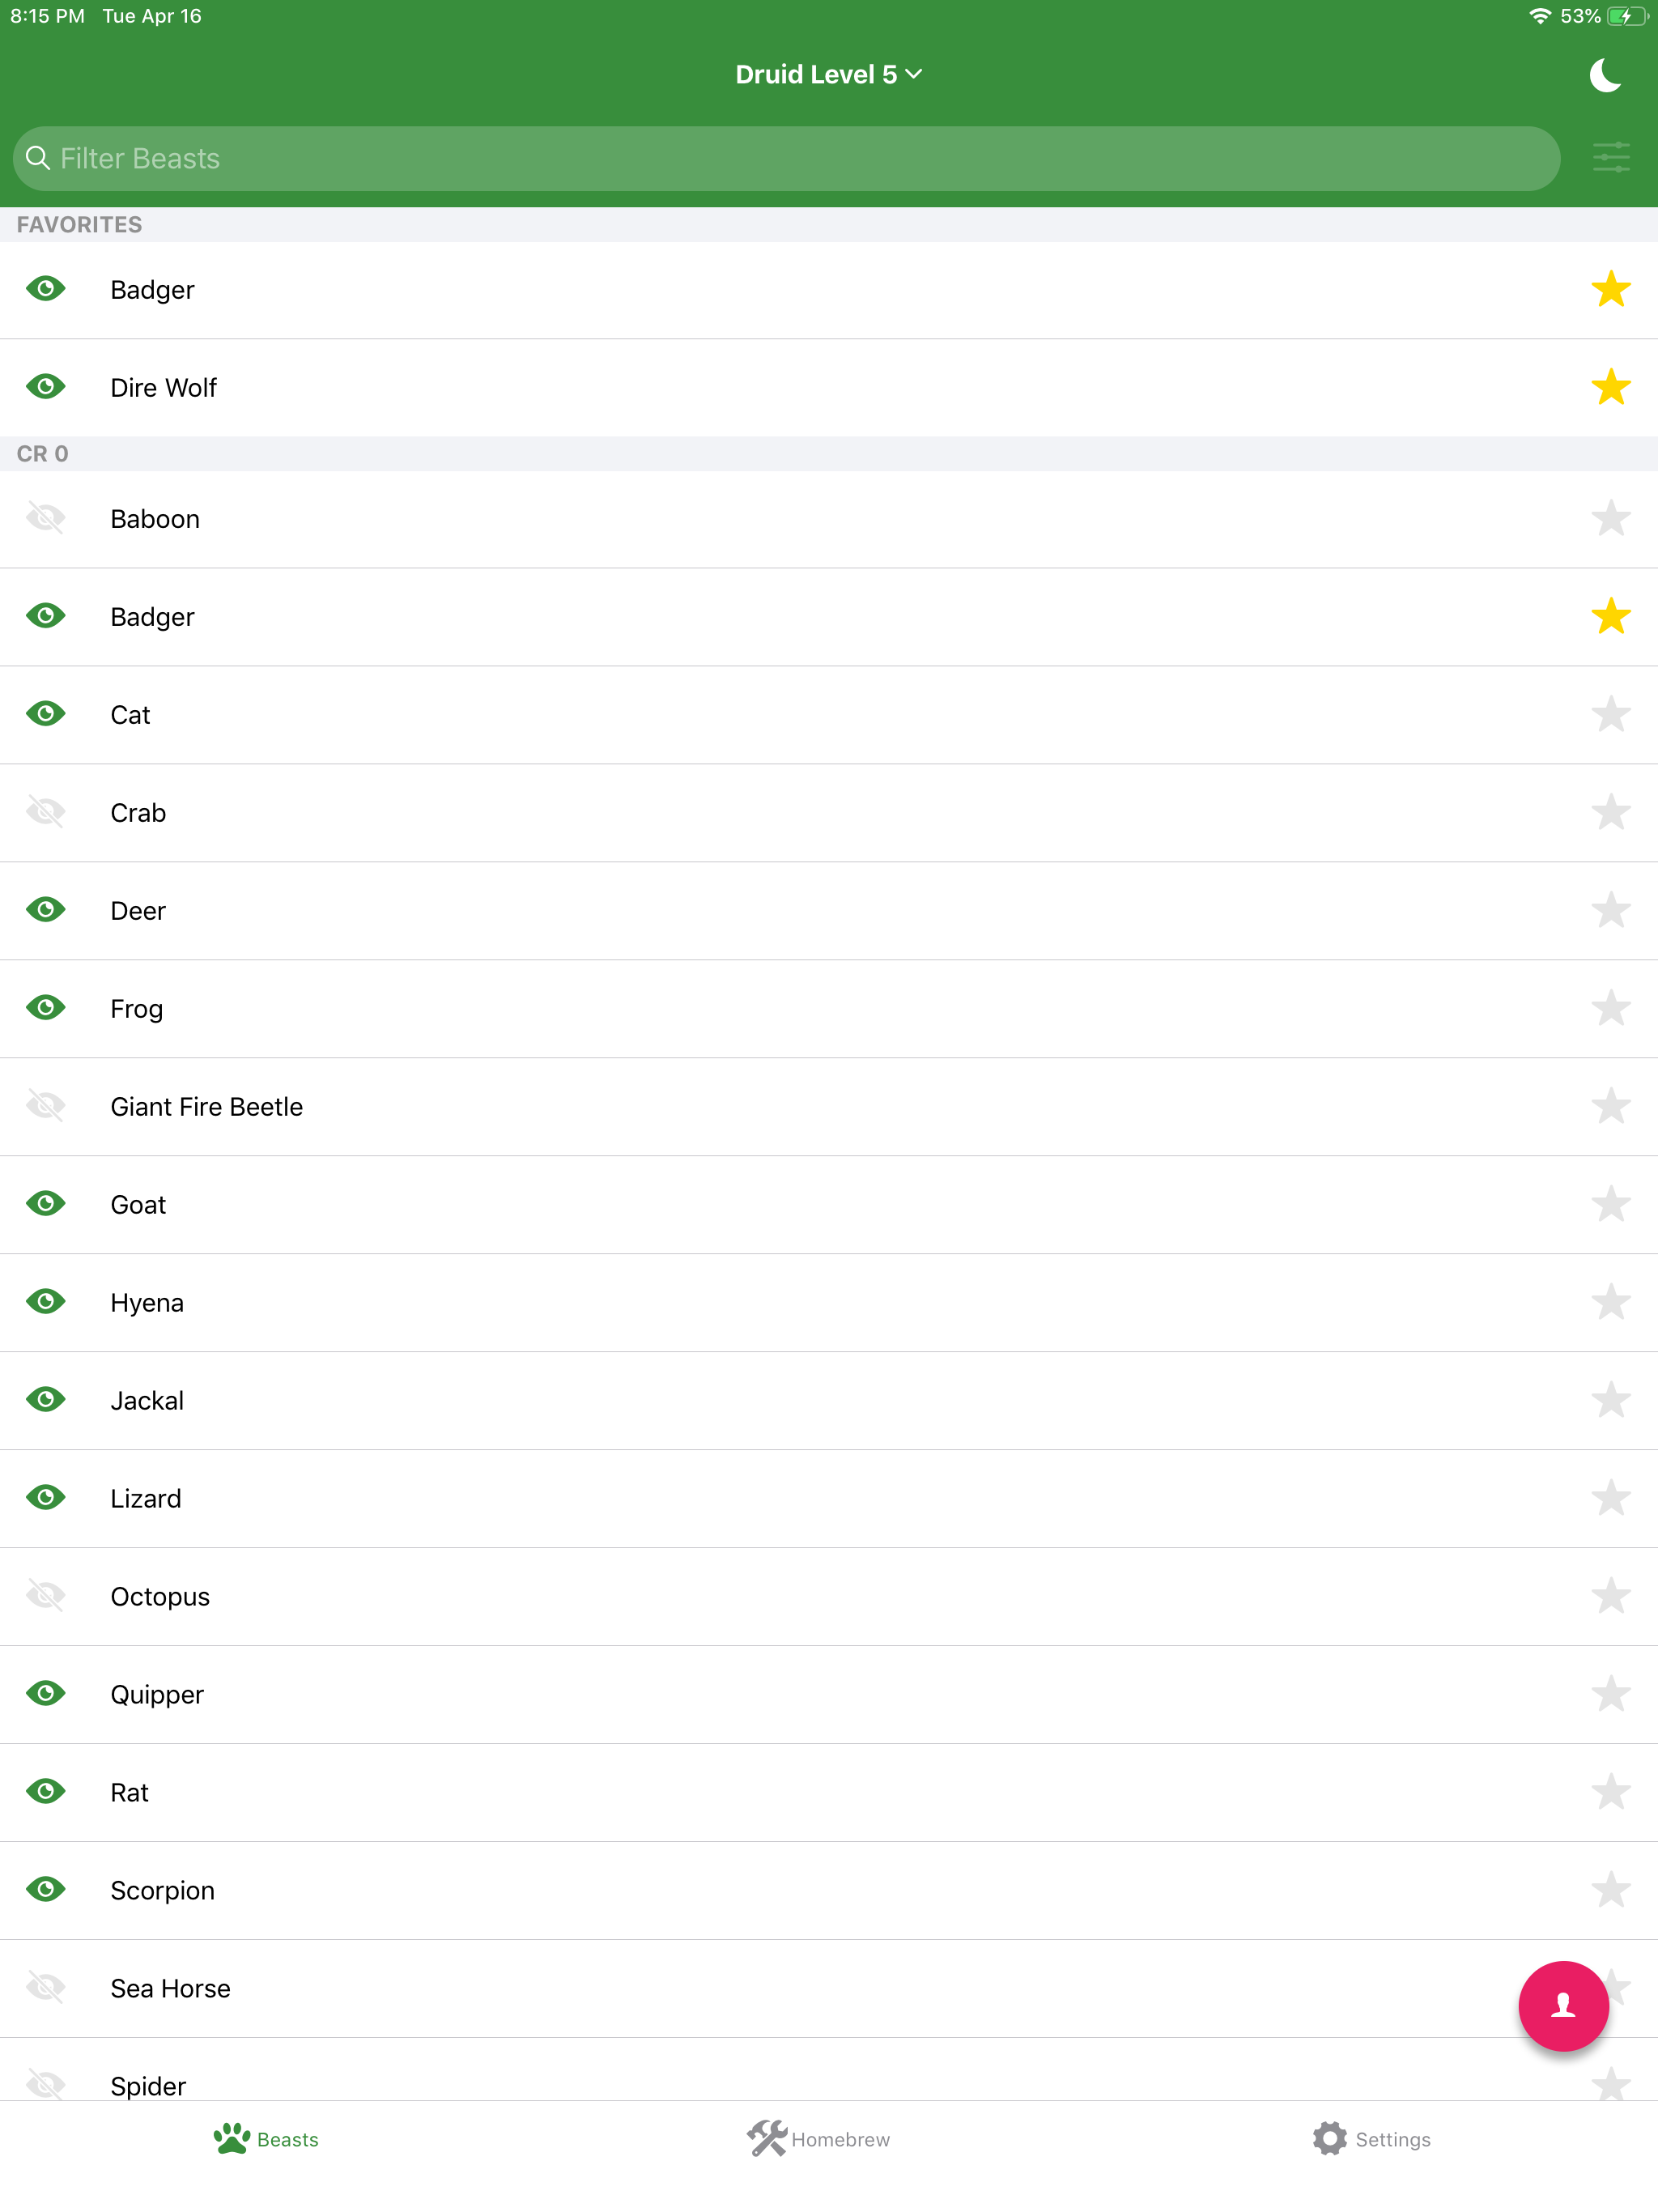 8:15 PM Tue Apr 16 53%
Druid Level 5
Filter Beasts
FAVORITES
Badger
Dire Wolf
CR 0
Baboon
Badger
Cat
Crab
Deer
Frog
Giant Fire Beetle
Goat
Hyena
Jackal
Lizard
Octopus
Quipper
Rat
Scorpion
Sea Horse
Spider
Beasts Homebrew Settings